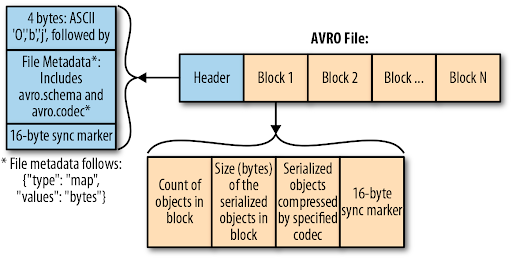 4 bytes: ASCII
'O','b','j', followed by
File Metadata*:
Includes
avro.schema and
avro.codec*
16-byte sync marker
* File metadata follows:
{"type": "map",
"values": "bytes"}
AVRO File:
Header
Block 1
Block 2
Block ...
Block N
Count of
objects in
block
Size (bytes)
of the
serialized
objects in
block
Serialized
objects
compressed
by specified
codec
16-byte
sync marker